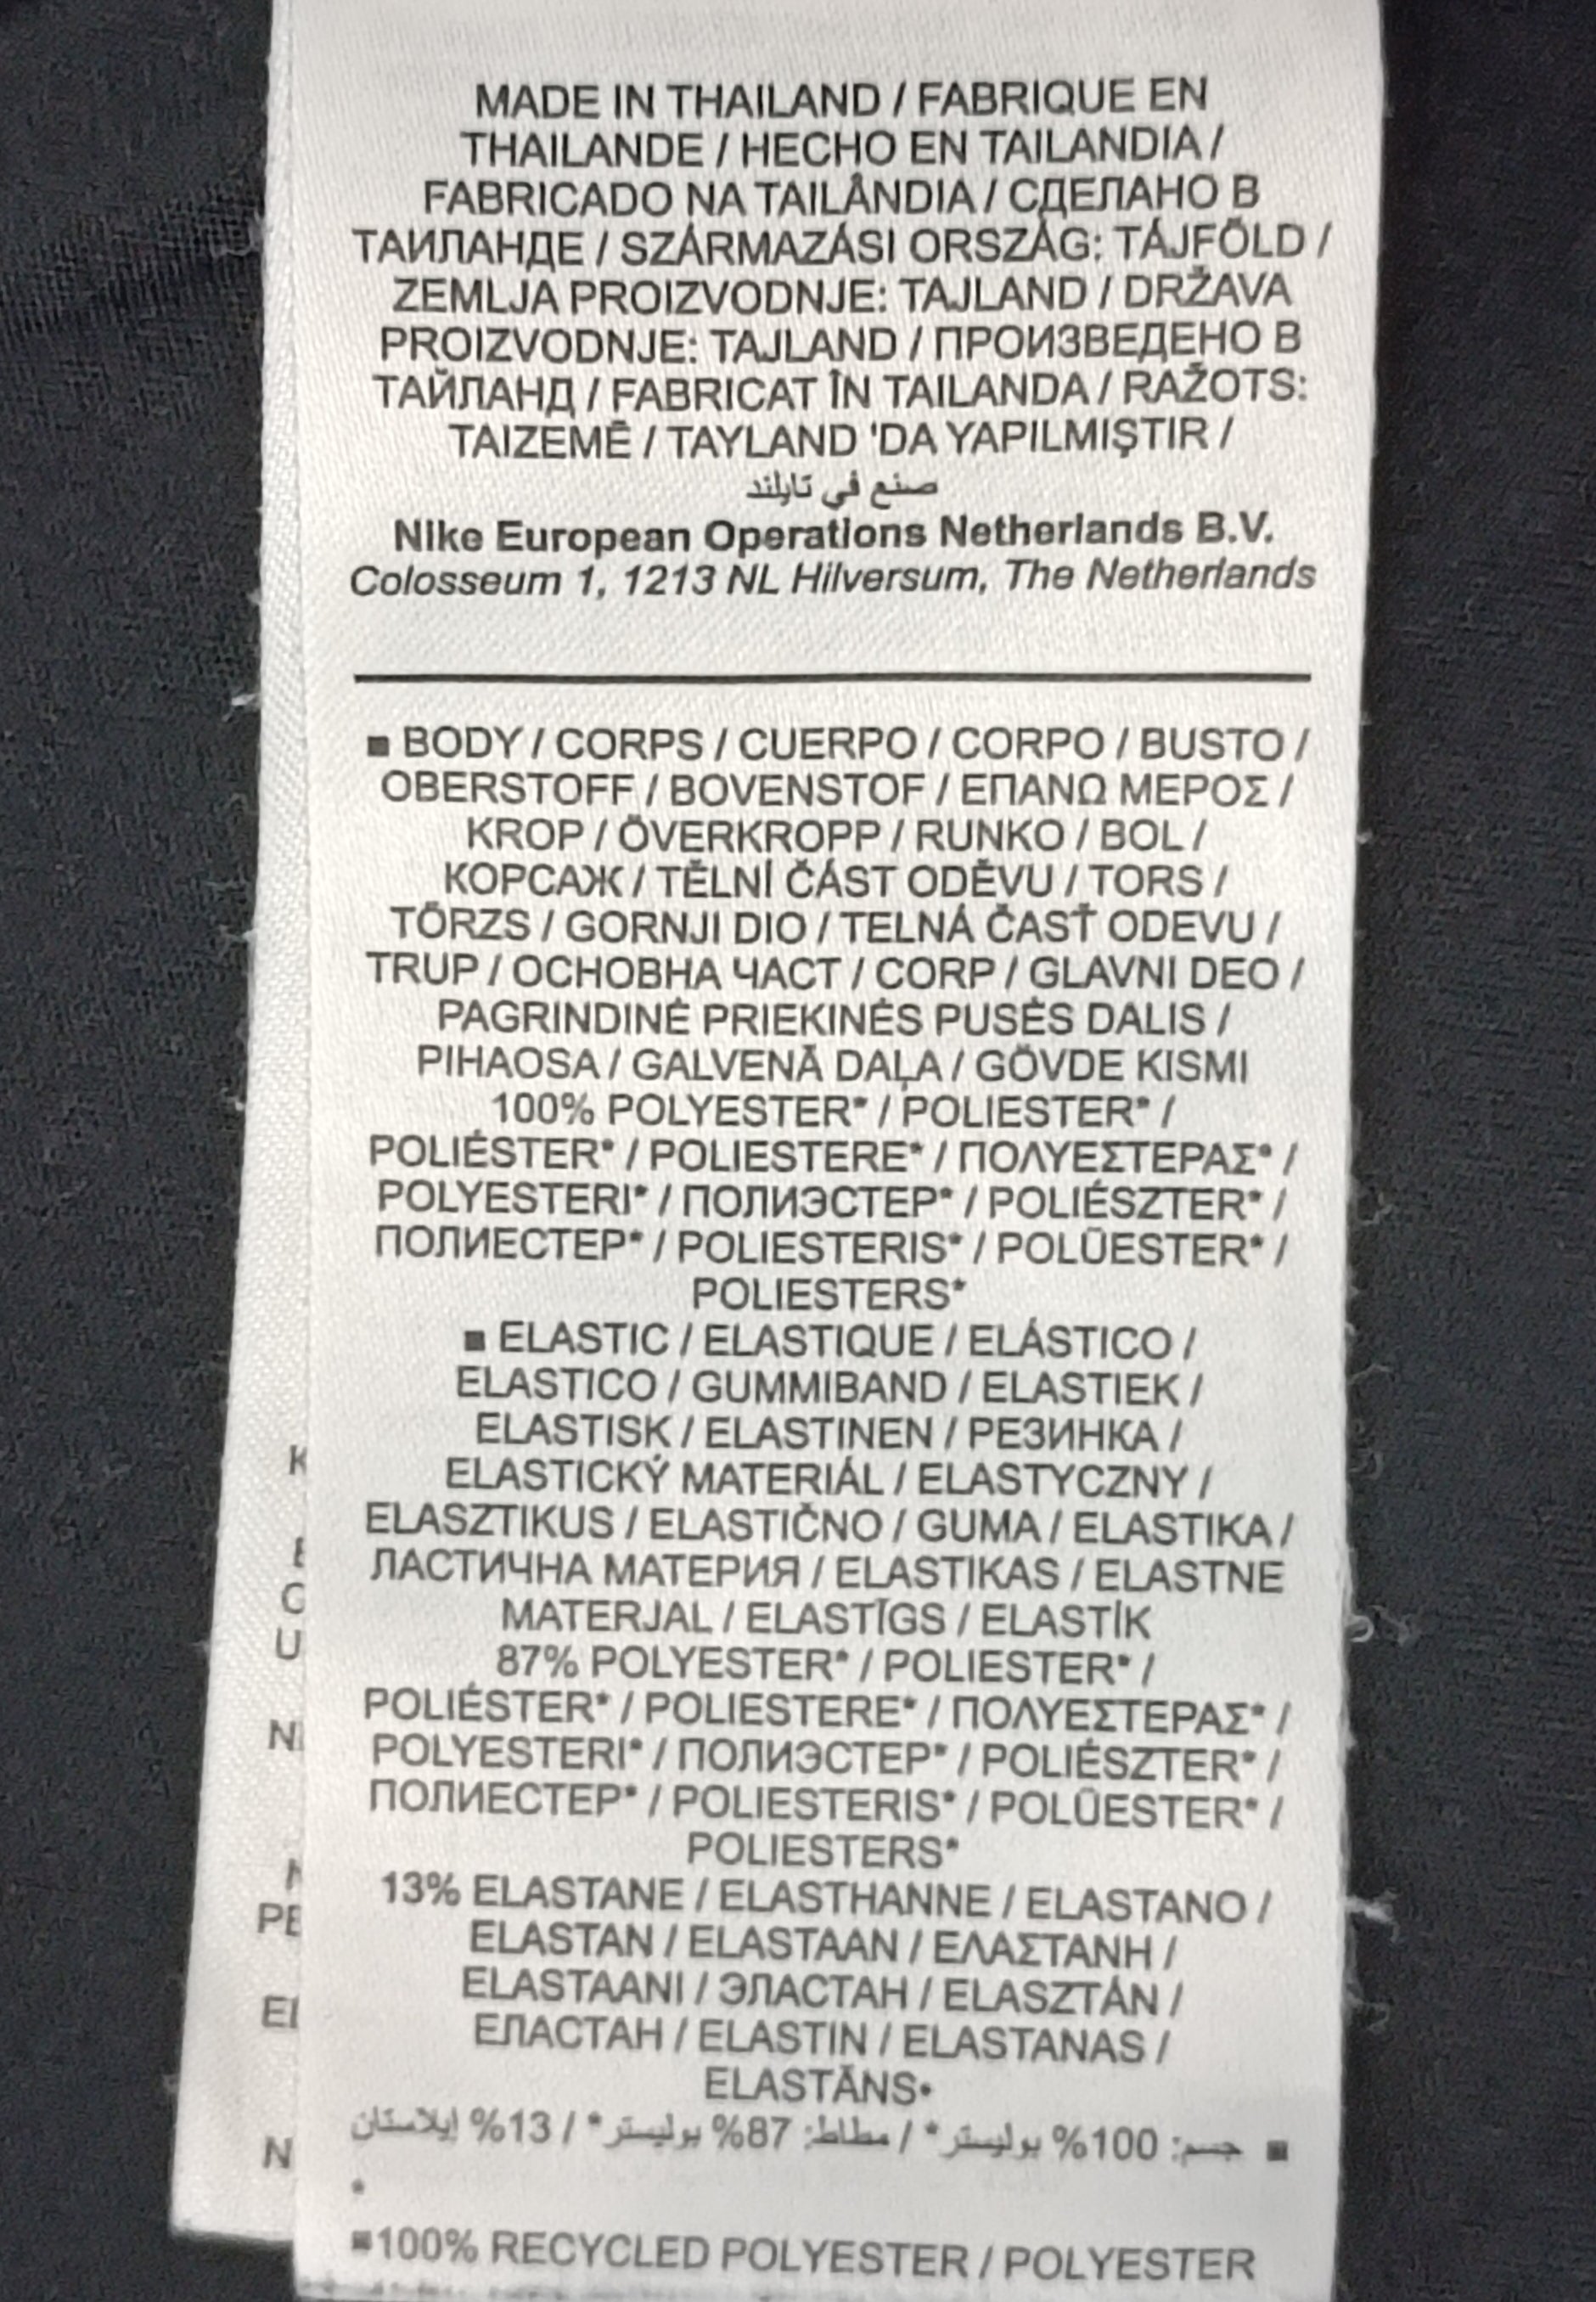 MADE IN THAILAND / FABRIQUE EN
THAILANDE / HECHO EN TAILANDIA /
FABRICADO NA TAILÂNDIA / СДЕЛАНО В
ТАИЛАНДЕ / SZÁRMAZÁSI ORSZÁG: TÁJFÖLD /
ZEMLJA PROIZVODNJE: TAJLAND / DRŽAVA
PROIZVODNJE: TAJLAND / ПРОИЗВЕДЕНО В
ТАЙЛАНД / FABRICAT ÎN TAILANDA / RAŽOTS:
TAIZEMĒ / TAYLAND 'DA YAPILMIŞTIR /
صنع في تايلند
Nike European Operations Netherlands B.V.
Colosseum 1, 1213 NL Hilversum, The Netherlands
■ BODY / CORPS / CUERPO / CORPO / BUSTO /
OBERSTOFF / BOVENSTOF / ΕΠΑΝΩ ΜΕΡΟΣ /
KROP / ÖVERKROPP / RUNKO / BOL /
КОРСАЖ / TĚLNÍ ČÁST ODĚVU / TORS /
TÖRZS / GORNJI DIO / TELNÁ ČASŤ ODEVU /
TRUP / ОСНОВНА ЧАСТ / CORP / GLAVNI DEO /
PAGRINDINĖ PRIEKINĖS PUSĖS DALIS /
PIHAOSA / GALVENĀ DAĻA / GÖVDE KISMI
100% POLYESTER* / POLIESTER* /
POLIÉSTER* / POLIESTERE* / ΠΟΛΥΕΣΤΕΡΑΣ* /
POLYESTERI* / ПОЛИЭСТЕР* / POLIÉSZTER* /
ПОЛИЕСТЕР* / POLIESTERIS* / POLÜESTER* /
POLIESTERS*
■ ELASTIC / ELASTIQUE / ELÁSTICO /
ELASTICO / GUMMIBAND / ELASTIEK /
ELASTISK / ELASTINEN / РЕЗИНКА /
ELASTICKÝ MATERIÁL / ELASTYCZNY /
ELASZTIKUS / ELASTIČNO / GUMA / ELASTIKA /
ЛАСТИЧНА МАТЕРИЯ / ELASTIKAS / ELASTNE
MATERJAL / ELASTĪGS / ELASTİK
87% POLYESTER* / POLIESTER* /
POLIÉSTER* / POLIESTERE* / ΠΟΛΥΕΣΤΕΡΑΣ* /
POLYESTERI* / ПОЛИЭСТЕР* / POLIÉSZTER* /
ПОЛИЕСТЕР* / POLIESTERIS* / POLÜESTER* /
POLIESTERS*
13% ELASTANE / ELASTHANNE / ELASTANO /
ELASTAN / ELASTAAN / ΕΛΑΣΤΑΝΗ /
ELASTAANI / ЭЛАСТАН / ELASZTÁN /
ЕЛАСТАН / ELASTIN / ELASTANAS /
ELASTĀNS•
■ جسم: 100% بوليستر* / مطاط: 87% بوليستر* / 13% إيلاستان
•
■100% RECYCLED POLYESTER / POLYESTER